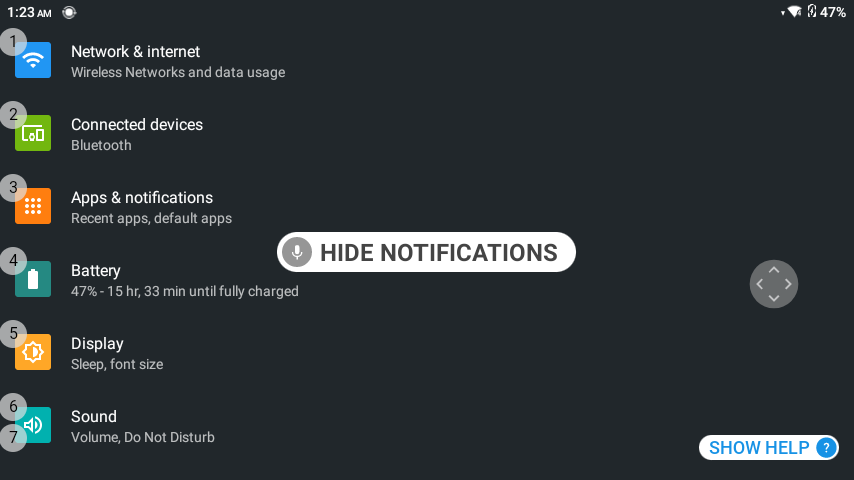 1:23 AM
47%
1
Network & internet
Wireless Networks and data usage
2
Connected devices
Bluetooth
3
Apps & notifications
Recent apps, default apps
HIDE NOTIFICATIONS
4
Battery
47% - 15 hr, 33 min until fully charged
5
Display
Sleep, font size
6
Sound
7
Volume, Do Not Disturb
SHOW HELP ?